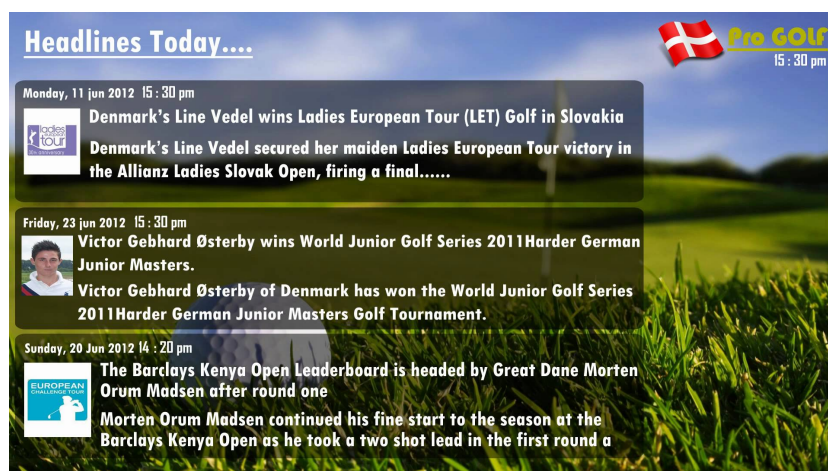 Headlines Today....
Pro GOLF
15 : 30 pm
Monday, 11 jun 2012 15 : 30 pm
Denmark's Line Vedel wins Ladies European Tour (LET) Golf in Slovakia
ladies
european
tour
Denmark's Line Vedel secured her maiden Ladies European Tour victory in
the Allianz Ladies Slovak Open, firing a final......
Friday, 23 jun 2012 15 : 30 pm
Victor Gebhard Østerby wins World Junior Golf Series 2011Harder German
Junior Masters.
Victor Gebhard Østerby of Denmark has won the World Junior Golf Series
2011Harder German Junior Masters Golf Tournament.
Sunday, 20 Jun 2012 14 : 20 pm
The Barclays Kenya Open Leaderboard is headed by Great Dane Morten
Orum Madsen after round one
EUROPEAN
CHALLENGE TOUR
Morten Orum Madsen continued his fine start to the season at the
Barclays Kenya Open as he took a two shot lead in the first round a